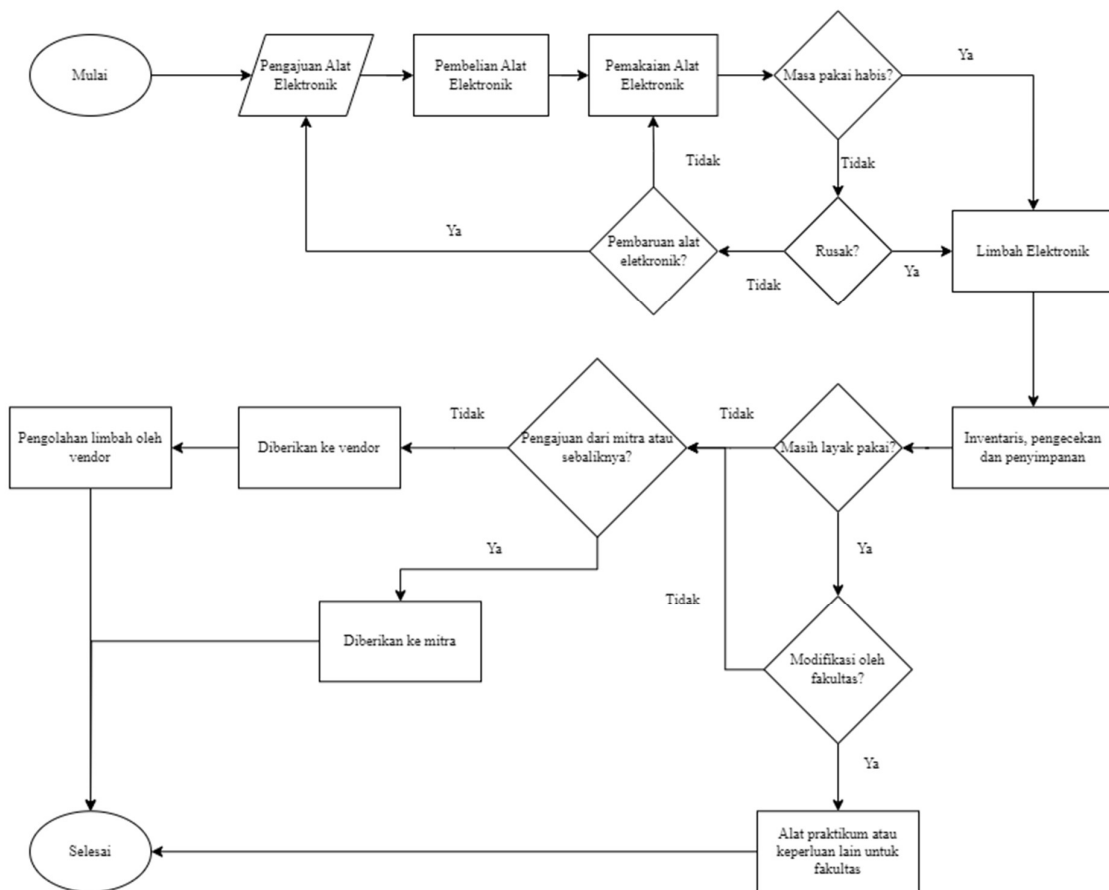 Mulai
Pengajuan Alat
Elektronik
Pembelian Alat
Elektronik
Pemakaian Alat
Elektronik
Masa pakai habis?
Ya
Tidak
Tidak
Ya
Pembaruan alat
eletkronik?
Tidak
Rusak?
Ya
Limbah Elektronik
Pengolahan limbah oleh
vendor
Diberikan ke vendor
Tidak
Pengajuan dari mitra atau
sebaliknya?
Tidak
Masih layak pakai?
Inventaris, pengecekan
dan penyimpanan
Ya
Ya
Tidak
Diberikan ke mitra
Modifikasi oleh
fakultas?
Ya
Selesai
Alat praktikum atau
keperluan lain untuk
fakultas